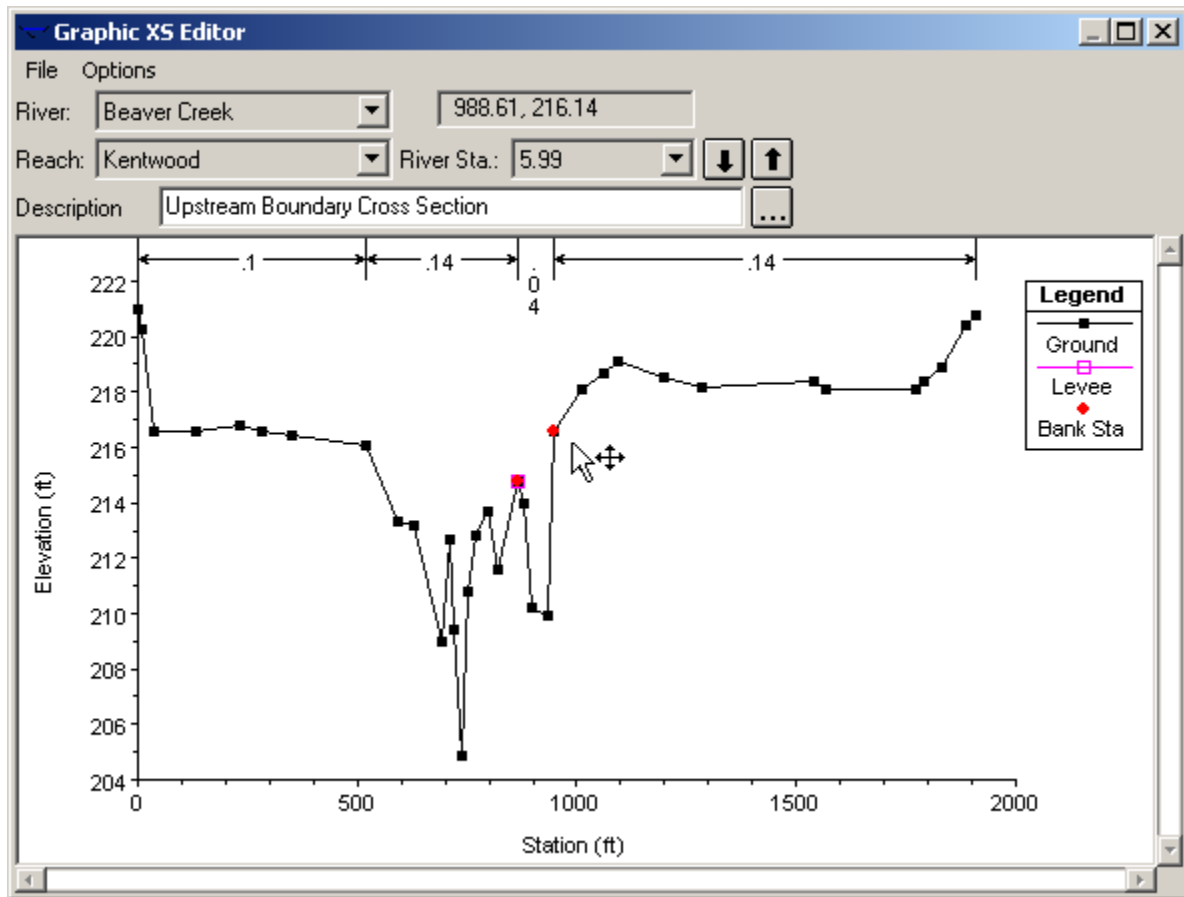 Graphic XS Editor
File Options
River: Beaver Creek 988.61, 216.14
Reach: Kentwood River Sta.: 5.99
Description Upstream Boundary Cross Section ...
.1 .14 .04 .14
222
220
218
216
214
212
210
208
206
204
Elevation (ft)
0 500 1000 1500 2000
Station (ft)
Legend
Ground
Levee
Bank Sta